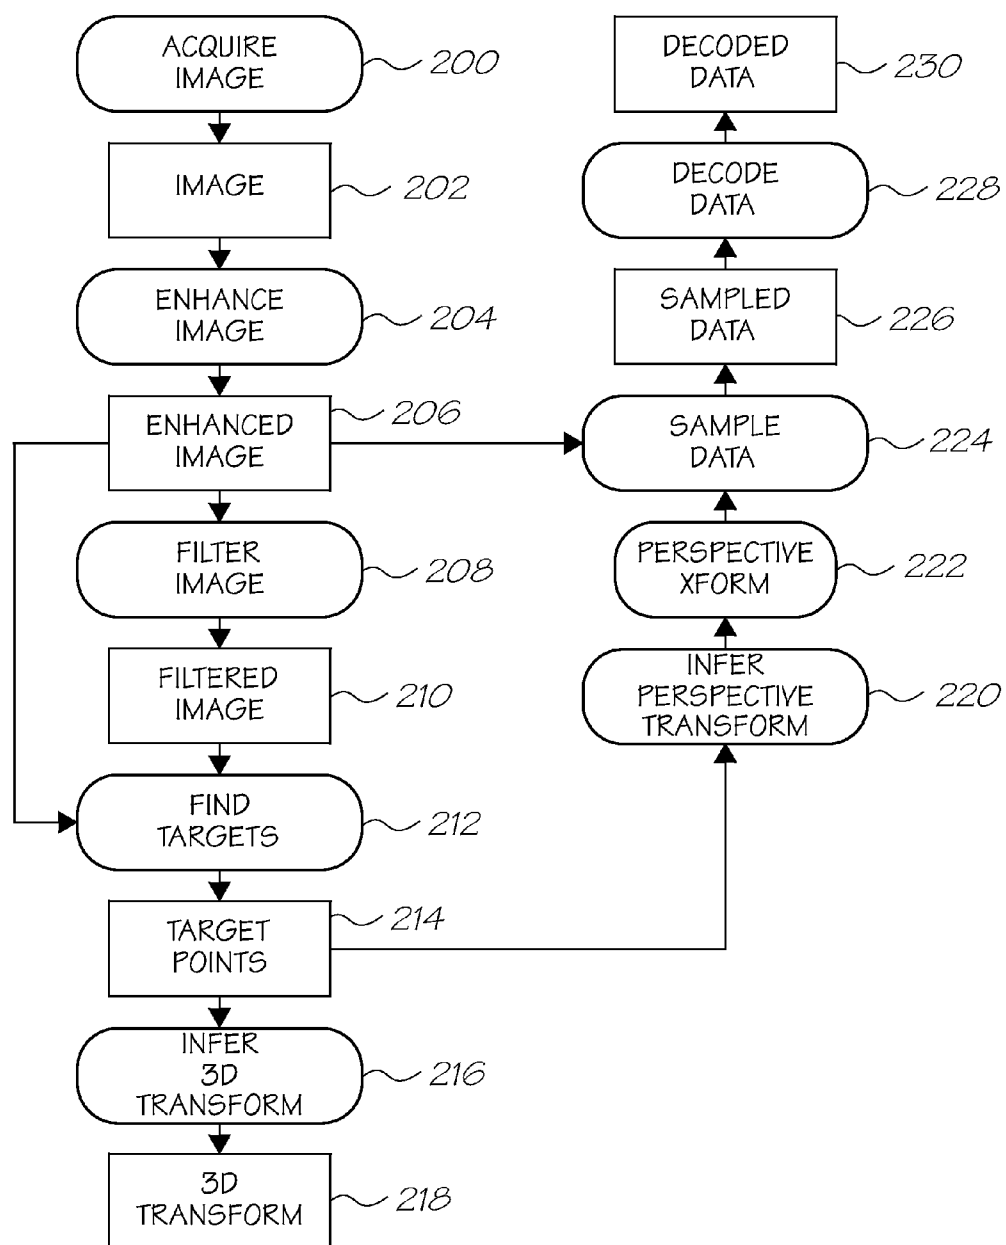 ACQUIRE
IMAGE
200
IMAGE
202
ENHANCE
IMAGE
204
ENHANCED
IMAGE
206
FILTER
IMAGE
208
FILTERED
IMAGE
210
FIND
TARGETS
212
TARGET
POINTS
214
INFER
3D
TRANSFORM
216
3D
TRANSFORM
218
DECODED
DATA
230
DECODE
DATA
228
SAMPLED
DATA
226
SAMPLE
DATA
224
PERSPECTIVE
XFORM
222
INFER
PERSPECTIVE
TRANSFORM
220